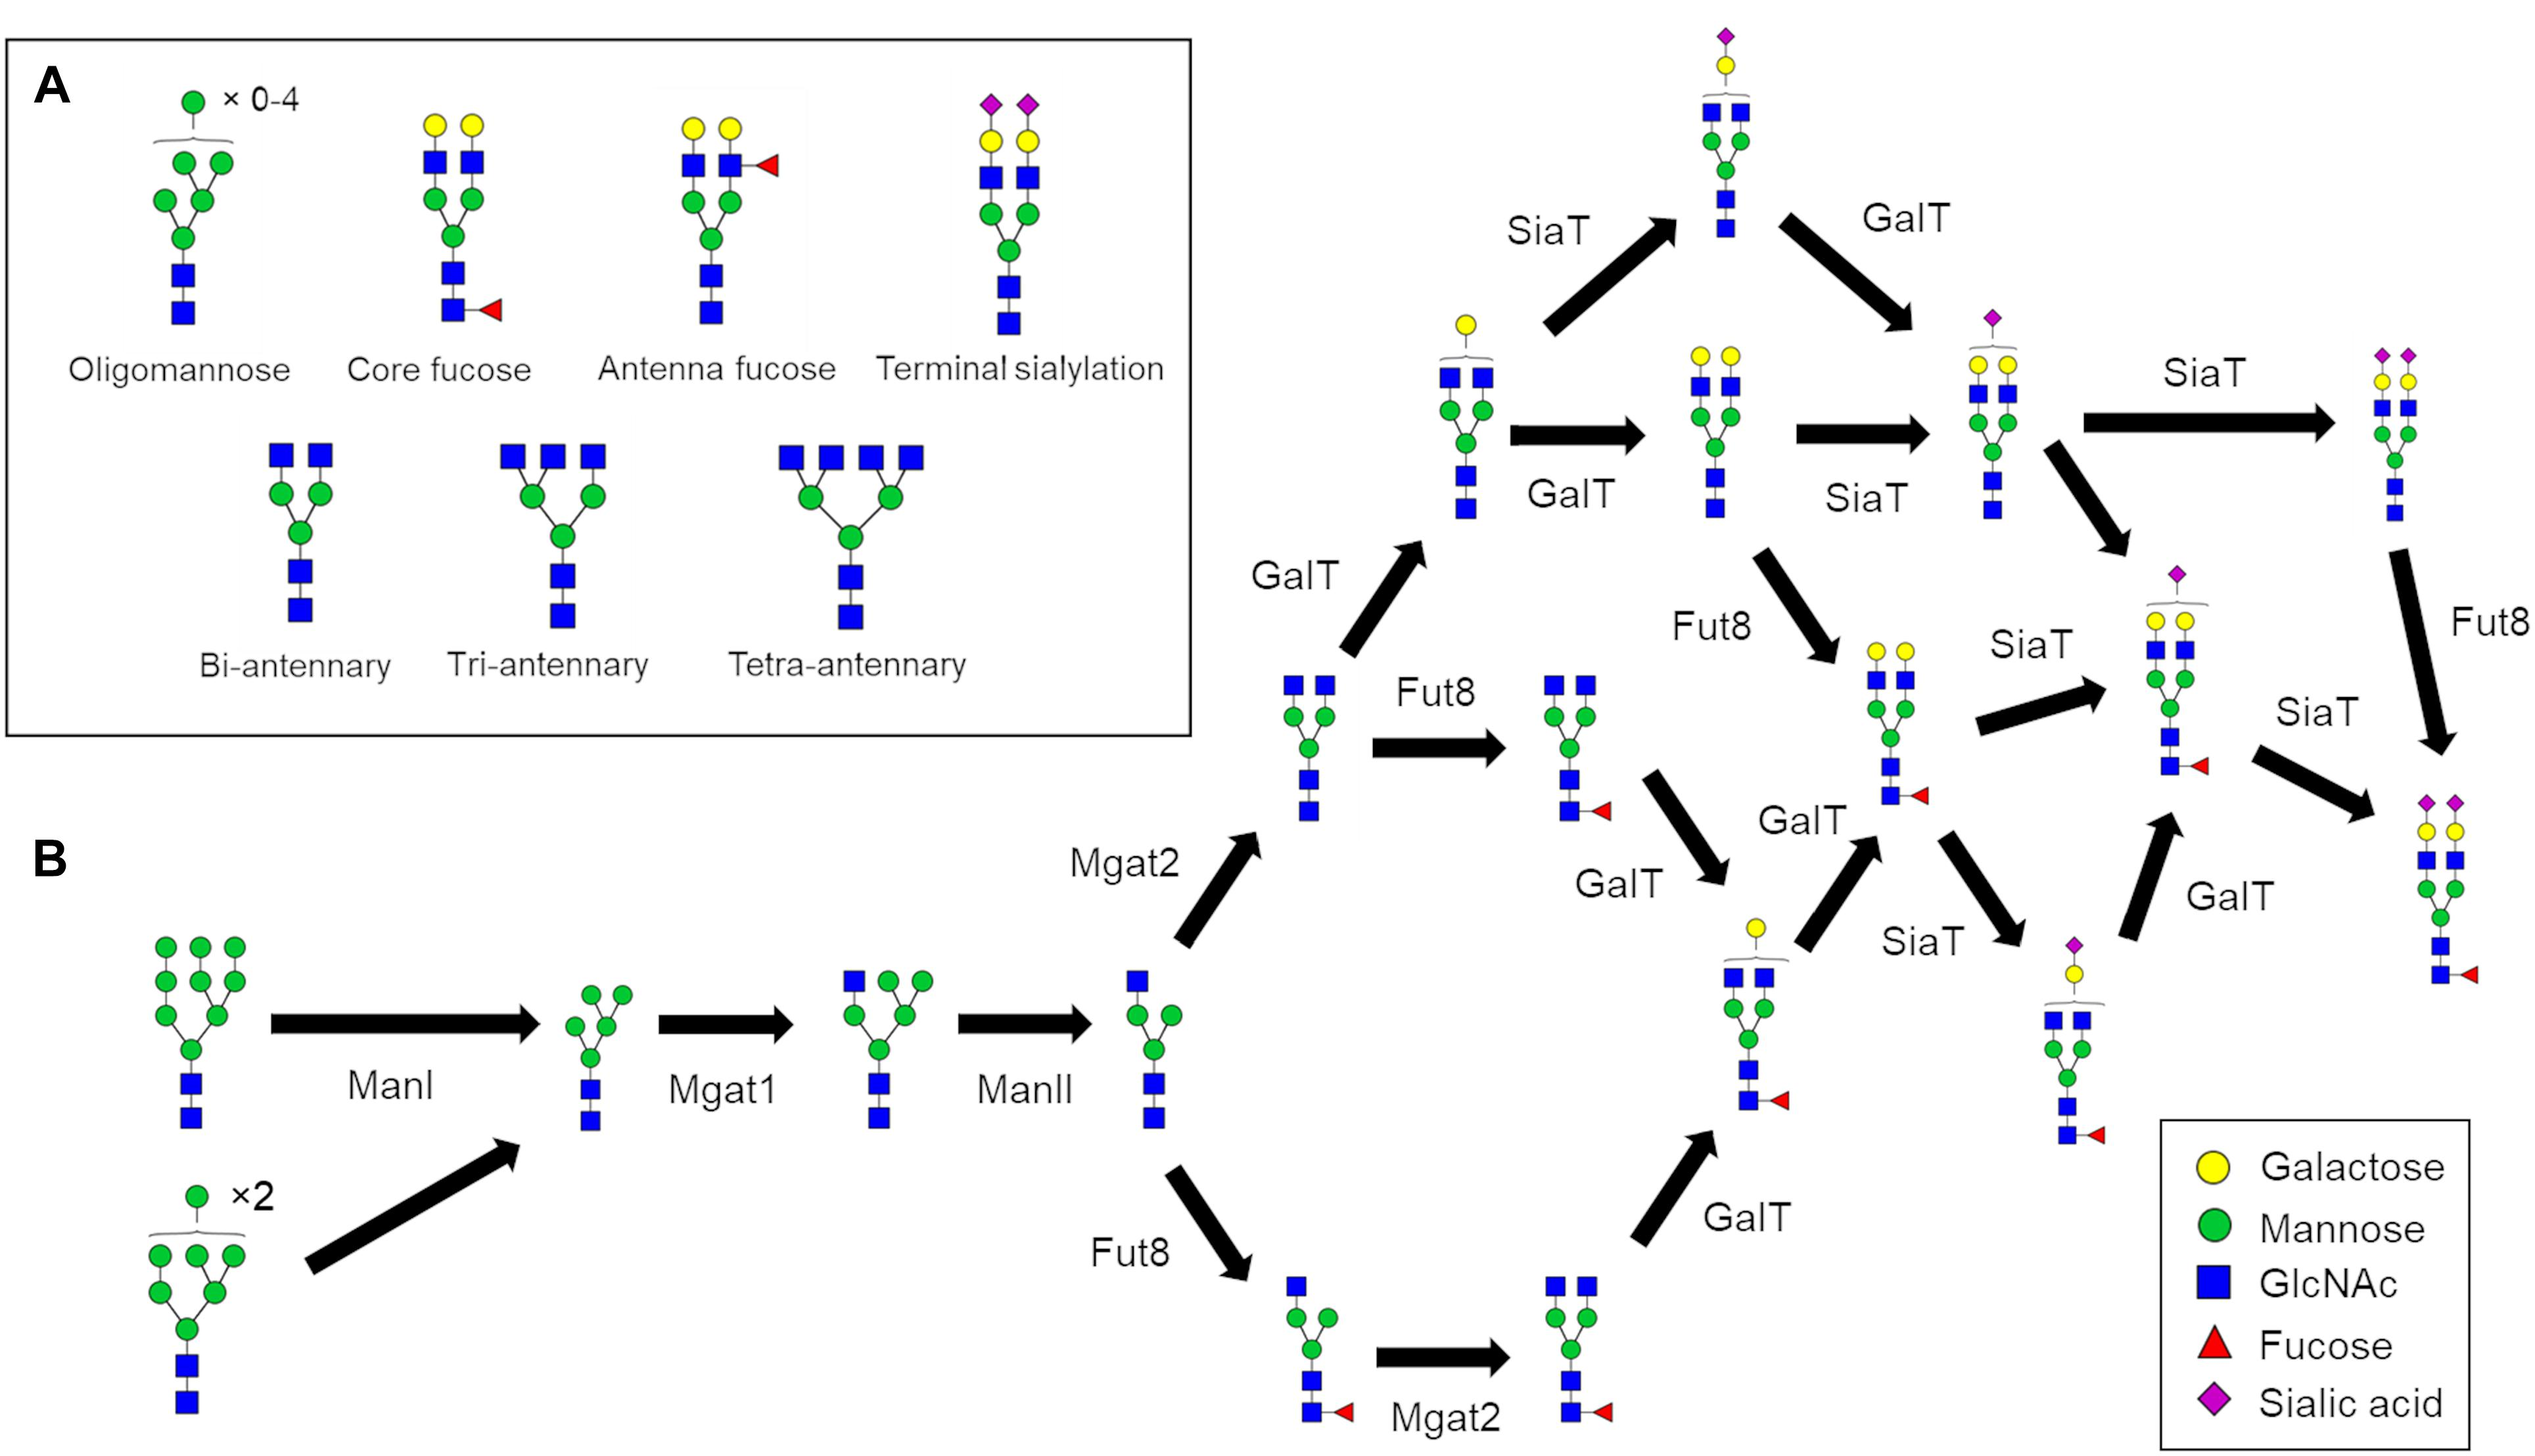 A
× 0-4
Oligomannose
Core fucose
Antenna fucose
Terminal sialylation
Bi-antennary
Tri-antennary
Tetra-antennary
B
ManI
×2
Mgat1
ManII
Mgat2
Fut8
Mgat2
GalT
Fut8
GalT
SiaT
GalT
GalT
SiaT
SiaT
Fut8
Fut8
GalT
GalT
SiaT
SiaT
GalT
SiaT
Galactose
Mannose
GlcNAc
Fucose
Sialic acid